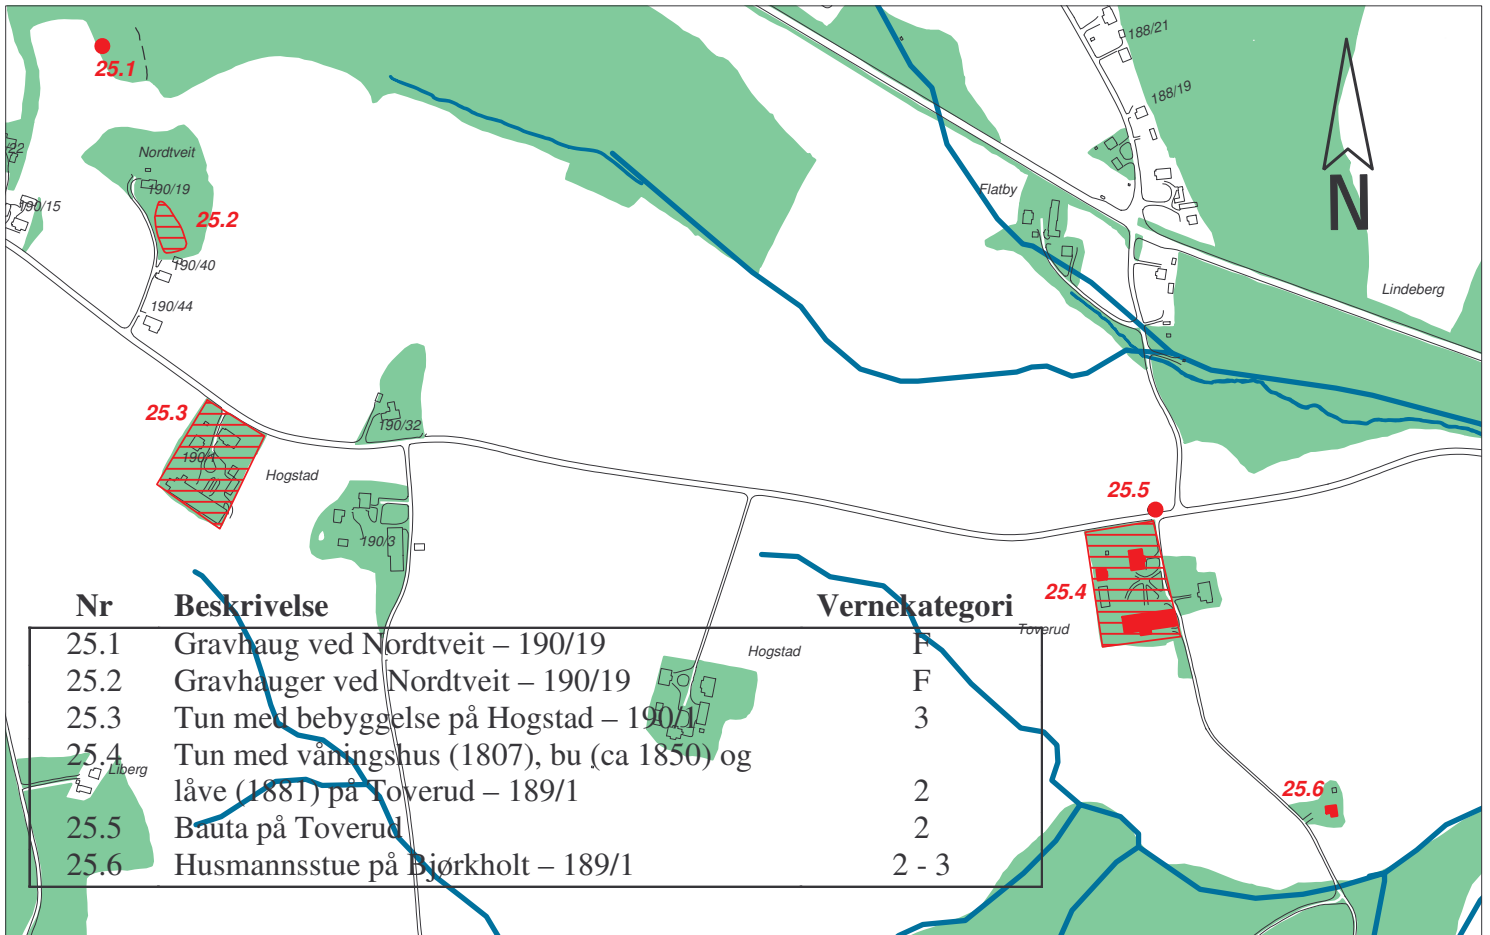 188/21
25.1
188/19
22
Nordtveit
190/19
Flatby
190/15
25.2
N
190/40
Lindeberg
190/44
25.3
190/32
190/1
Hogstad
25.5
190/3
25.4
Nr Beskrivelse Vernekategori
Toverud
25.1 Gravhaug ved Nordtveit – 190/19 F
Hogstad
25.2 Gravhauger ved Nordtveit – 190/19 F
25.3 Tun med bebyggelse på Hogstad – 190/1 3
25.4 Tun med våningshus (1807), bu (ca 1850) og
Liberg
låve (1881) på Toverud – 189/1 2
25.6
25.5 Bauta på Toverud 2
25.6 Husmannsstue på Bjørkholt – 189/1 2 - 3